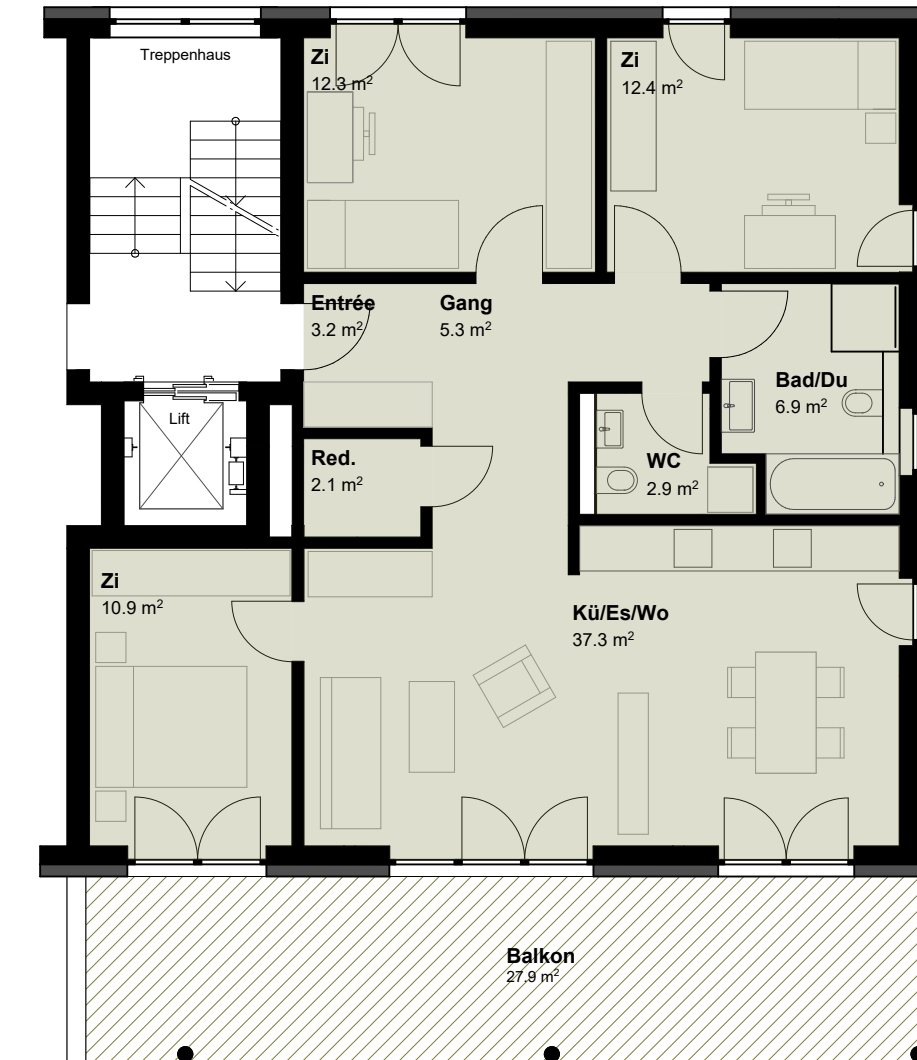 Treppenhaus
Zi
12.3 m²
Zi
12.4 m²
Entrée
3.2 m²
Gang
5.3 m²
Bad/Du
6.9 m²
Lift
Red.
2.1 m²
WC
2.9 m²
Zi
10.9 m²
Kü/Es/Wo
37.3 m²
Balkon
27.9 m²